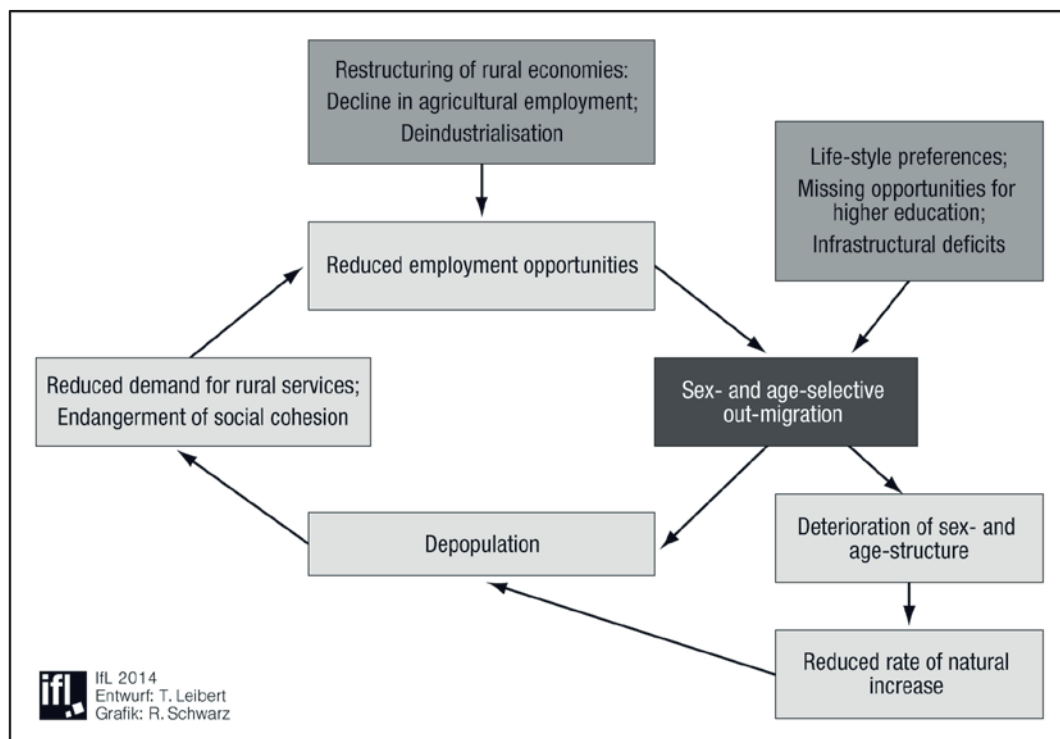 Restructuring of rural economies:
Decline in agricultural employment;
Deindustrialisation
Life-style preferences;
Missing opportunities for
higher education;
Infrastructural deficits
Reduced employment opportunities
Reduced demand for rural services;
Endangerment of social cohesion
Sex- and age-selective
out-migration
Depopulation
Deterioration of sex- and
age-structure
Reduced rate of natural
increase
ifl
IfL 2014
Entwurf: T. Leibert
Grafik: R. Schwarz